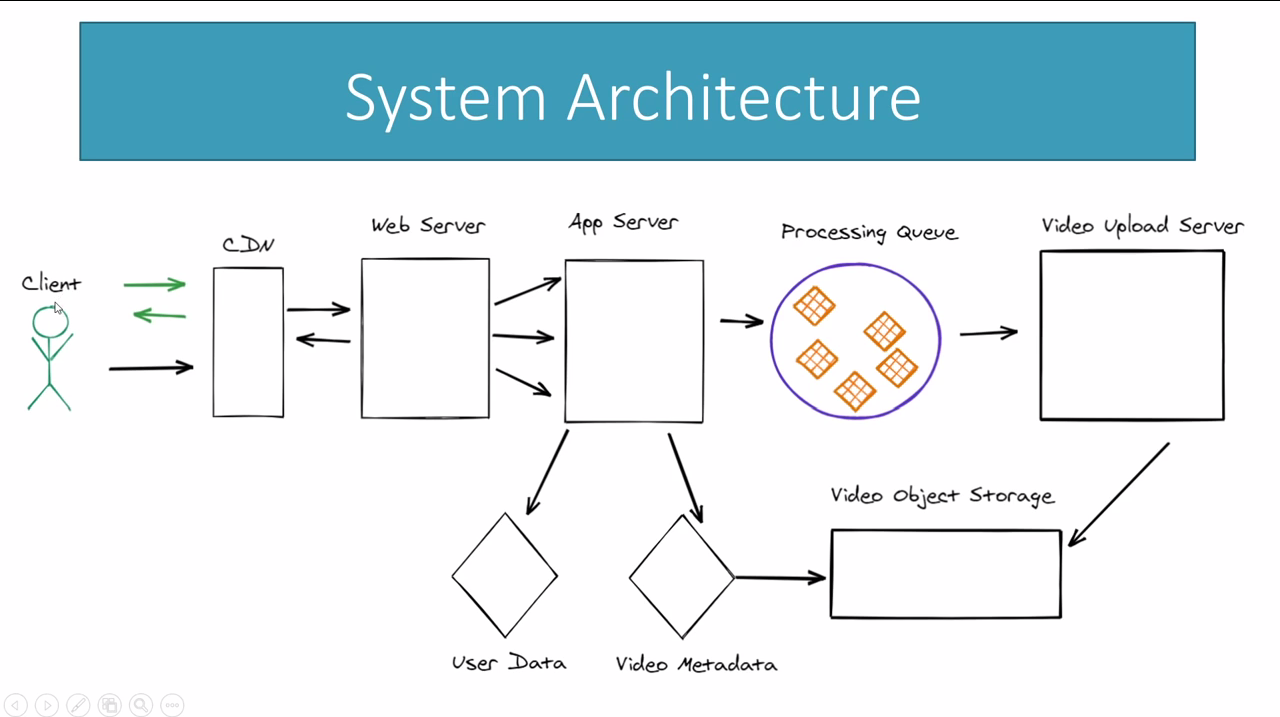 System Architecture
Client
CDN
Web Server
App Server
Processing Queue
Video Upload Server
Video Object Storage
User Data
Video Metadata